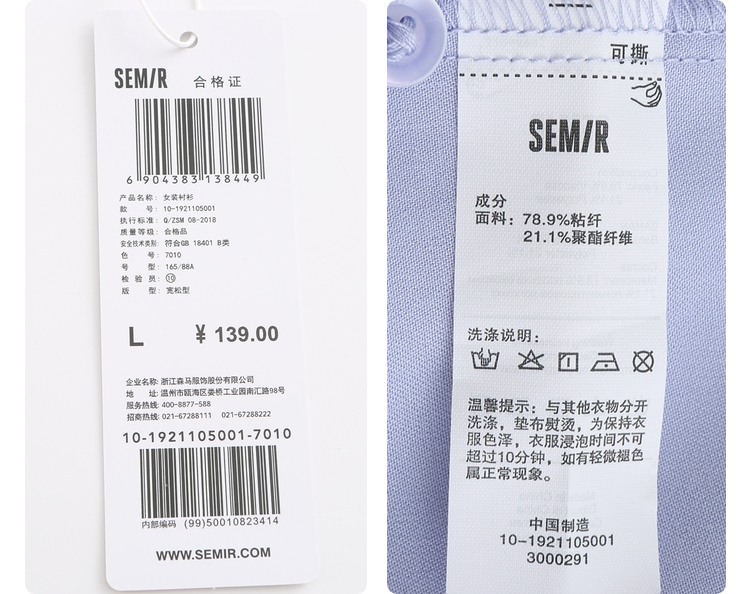 SEMIR 合格证
6 904383 138449
产品名称: 女装衬衫
款 号: 10-1921105001
执行标准: Q/ZSM 08-2018
质量等级: 合格品
安全技术类别: 符合GB 18401 B类
色 号: 7010
号 型: 165/88A
检 验 员: ⑩
版 型: 宽松型
L ¥ 139.00
企业名称: 浙江森马服饰股份有限公司
地 址: 温州市瓯海区娄桥工业园南汇路98号
服务热线: 400-8877-588
招商热线: 021-67288111 021-67288222
10-1921105001-7010
内部编码 (99)50010823414
WWW.SEMIR.COM
可撕
SEMIR
成分
面料: 78.9%粘纤
21.1%聚酯纤维
洗涤说明:
温馨提示: 与其他衣物分开
洗涤, 垫布熨烫, 为保持衣
服色泽, 衣服浸泡时间不可
超过10分钟, 如有轻微褪色
属正常现象。
中国制造
10-1921105001
3000291